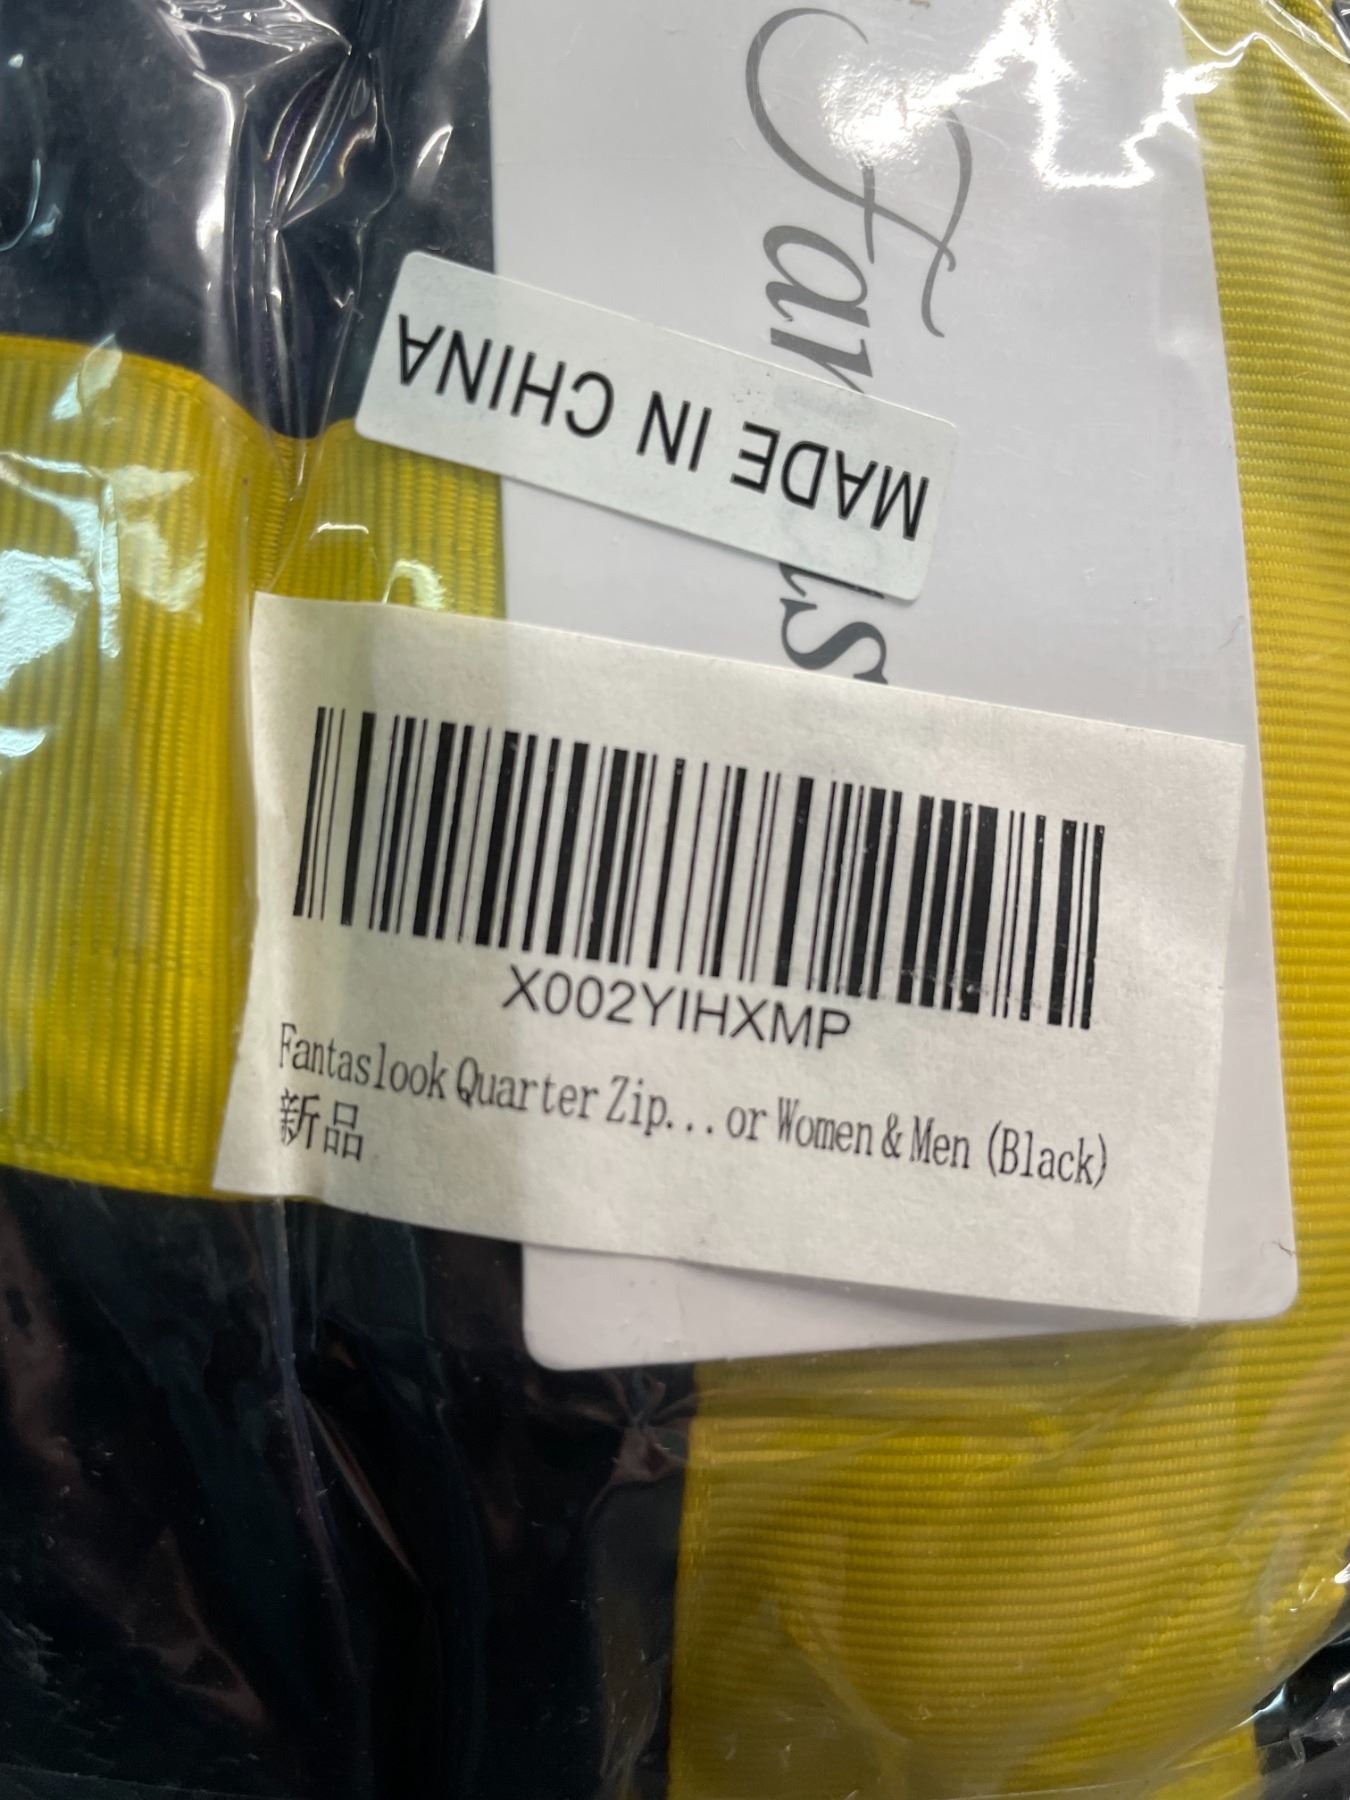 MADE IN CHINA
X002YIHXMP
Fantaslook Quarter Zip...or Women & Men (Black)
新品